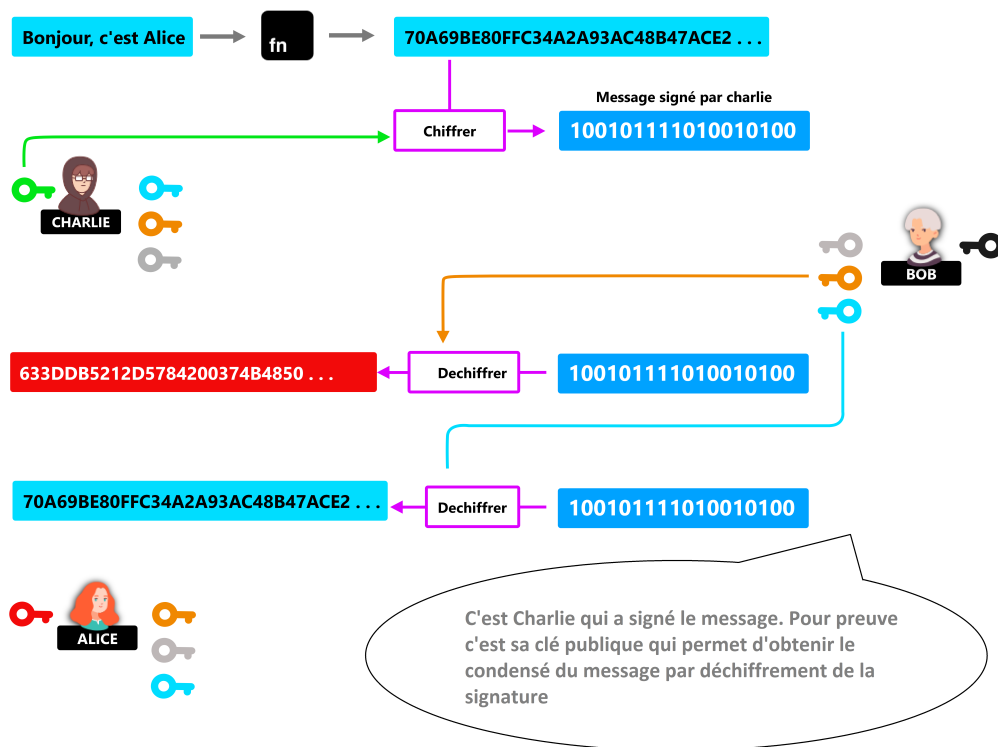 Bonjour, c'est Alice
fn
70A69BE80FFC34A2A93AC48B47ACE2 . . .
Message signé par charlie
Chiffrer
100101111010010100
CHARLIE
BOB
633DDB5212D5784200374B4850 . . .
Dechiffrer
100101111010010100
70A69BE80FFC34A2A93AC48B47ACE2 . . .
Dechiffrer
100101111010010100
ALICE
C'est Charlie qui a signé le message. Pour preuve
c'est sa clé publique qui permet d'obtenir le
condensé du message par déchiffrement de la
signature